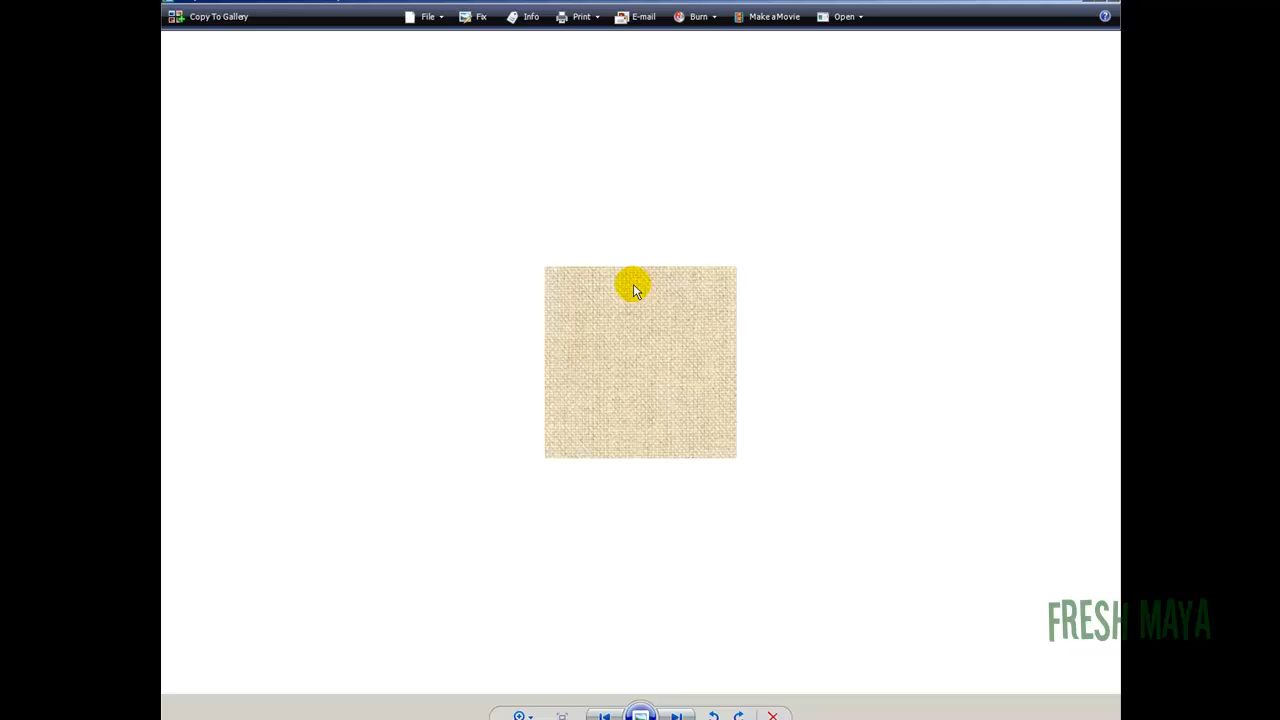 Copy To Gallery
File
Fix
Info
Print
E-mail
Burn
Make a Movie
Open
FRESH MAYA